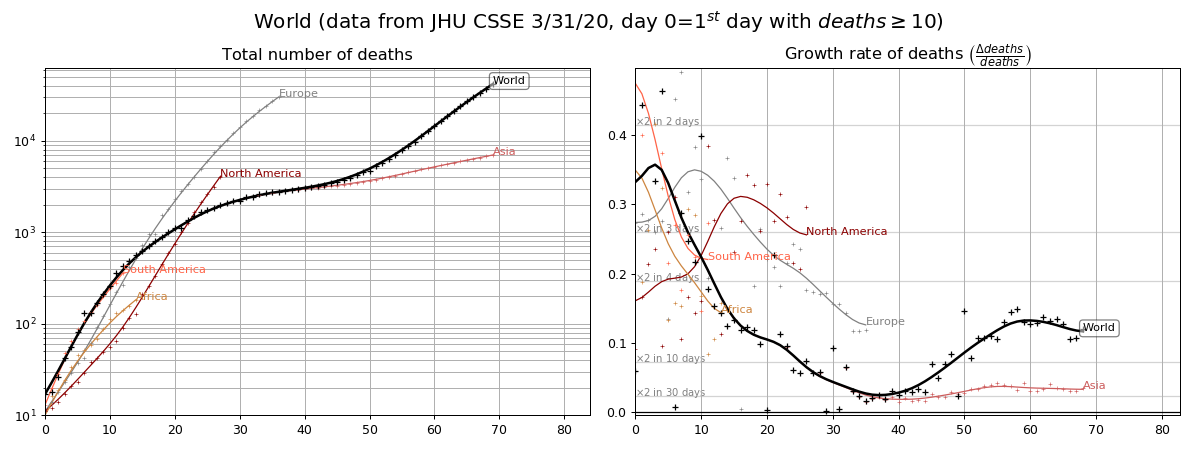 World (data from JHU CSSE 3/31/20, day 0=1st day with deaths ≥ 10)
Total number of deaths
Growth rate of deaths (Δdeaths/deaths)
World
Europe
Asia
North America
South America
Africa
10^4
10^3
10^2
10^1
0 10 20 30 40 50 60 70 80
×2 in 2 days
×2 in 3 days
×2 in 4 days
×2 in 10 days
×2 in 30 days
North America
South America
Europe
Africa
World
Asia
0.4
0.3
0.2
0.1
0.0
0 10 20 30 40 50 60 70 80